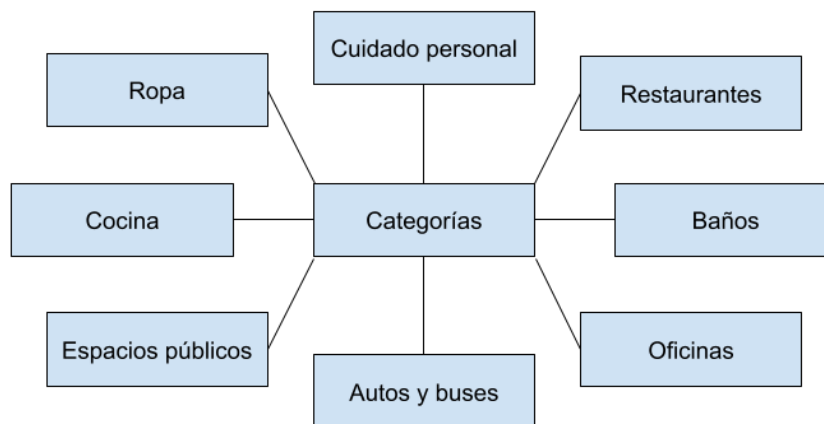 Cuidado personal
Ropa
Restaurantes
Cocina
Categorías
Baños
Espacios públicos
Oficinas
Autos y buses